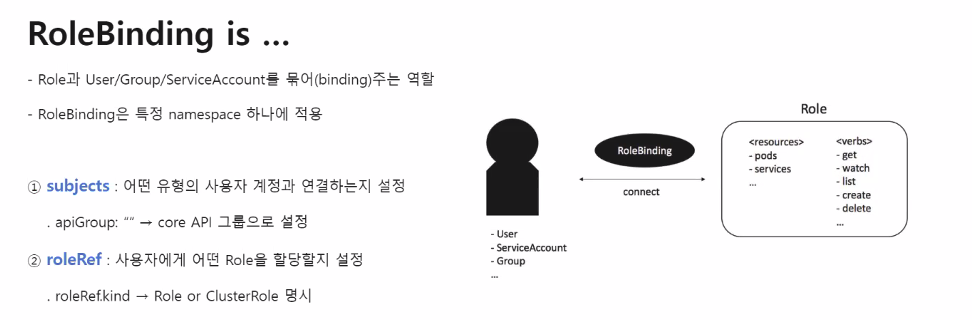 RoleBinding is ...
- Role과 User/Group/ServiceAccount를 묶어(binding)주는 역할
- RoleBinding은 특정 namespace 하나에 적용
① subjects : 어떤 유형의 사용자 계정과 연결하는지 설정
. apiGroup: “” → core API 그룹으로 설정
② roleRef : 사용자에게 어떤 Role을 할당할지 설정
. roleRef.kind → Role or ClusterRole 명시
- User
- ServiceAccount
- Group
...
RoleBinding
connect
Role
<resources>
- pods
- services
...
<verbs>
- get
- watch
- list
- create
- delete
...